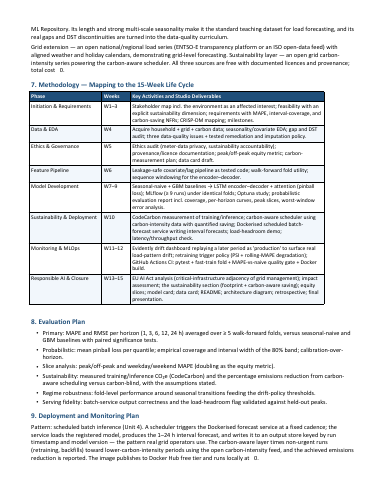 ML Repository. Its length and strong multi-scale seasonality make it the standard teaching dataset for load forecasting, and its
real gaps and DST discontinuities are turned into the data-quality curriculum.
Grid extension — an open national/regional load series (ENTSO-E transparency platform or an ISO open-data feed) with
aligned weather and holiday calendars, demonstrating grid-level forecasting. Sustainability layer — an open grid carbon-
intensity series powering the carbon-aware scheduler. All three sources are free with documented licences and provenance;
total cost 0.
7. Methodology — Mapping to the 15-Week Life Cycle
Phase Weeks Key Activities and Studio Deliverables
Initiation & Requirements W1–3 Stakeholder map incl. the environment as an affected interest; feasibility with an
explicit sustainability dimension; requirements with MAPE, interval-coverage, and
carbon-saving NFRs; CRISP-DM mapping; milestones.
Data & EDA W4 Acquire household + grid + carbon data; seasonality/covariate EDA; gap and DST
audit; three data-quality issues + tested remediation and imputation policy.
Ethics & Governance W5 Ethics audit (meter-data privacy, sustainability accountability);
provenance/licence documentation; peak/off-peak equity metric; carbon-
measurement plan; data card draft.
Feature Pipeline W6 Leakage-safe covariate/lag pipeline as tested code; walk-forward fold utility;
sequence windowing for the encoder–decoder.
Model Development W7–9 Seasonal-naive + GBM baselines → LSTM encoder–decoder + attention (pinball
loss); MLflow (≥ 9 runs) under identical folds; Optuna study; probabilistic
evaluation report incl. coverage, per-horizon curves, peak slices, worst-window
error analysis.
Sustainability & Deployment W10 CodeCarbon measurement of training/inference; carbon-aware scheduler using
carbon-intensity data with quantified saving; Dockerised scheduled batch-
forecast service writing interval forecasts; load-headroom demo;
latency/throughput check.
Monitoring & MLOps W11–12 Evidently drift dashboard replaying a later period as 'production' to surface real
load-pattern drift; retraining trigger policy (PSI + rolling-MAPE degradation);
GitHub Actions CI: pytest + fast-train fold + MAPE-vs-naive quality gate + Docker
build.
Responsible AI & Closure W13–15 EU AI Act analysis (critical-infrastructure adjacency of grid management); impact
assessment; the sustainability section (footprint + carbon-aware saving); equity
slices; model card; data card; README; architecture diagram; retrospective; final
presentation.
8. Evaluation Plan
• Primary: MAPE and RMSE per horizon (1, 3, 6, 12, 24 h) averaged over ≥ 5 walk-forward folds, versus seasonal-naive and
GBM baselines with paired significance tests.
• Probabilistic: mean pinball loss per quantile; empirical coverage and interval width of the 80% band; calibration-over-
horizon.
• Slice analysis: peak/off-peak and weekday/weekend MAPE (doubling as the equity metric).
• Sustainability: measured training/inference CO₂e (CodeCarbon) and the percentage emissions reduction from carbon-
aware scheduling versus carbon-blind, with the assumptions stated.
• Regime robustness: fold-level performance around seasonal transitions feeding the drift-policy thresholds.
• Serving fidelity: batch-service output correctness and the load-headroom flag validated against held-out peaks.
9. Deployment and Monitoring Plan
Pattern: scheduled batch inference (Unit 4). A scheduler triggers the Dockerised forecast service at a fixed cadence; the
service loads the registered model, produces the 1–24 h interval forecast, and writes it to an output store keyed by run
timestamp and model version — the pattern real grid operators use. The carbon-aware layer times non-urgent runs
(retraining, backfills) toward lower-carbon-intensity periods using the open carbon-intensity feed, and the achieved emissions
reduction is reported. The image publishes to Docker Hub free tier and runs locally at 0.